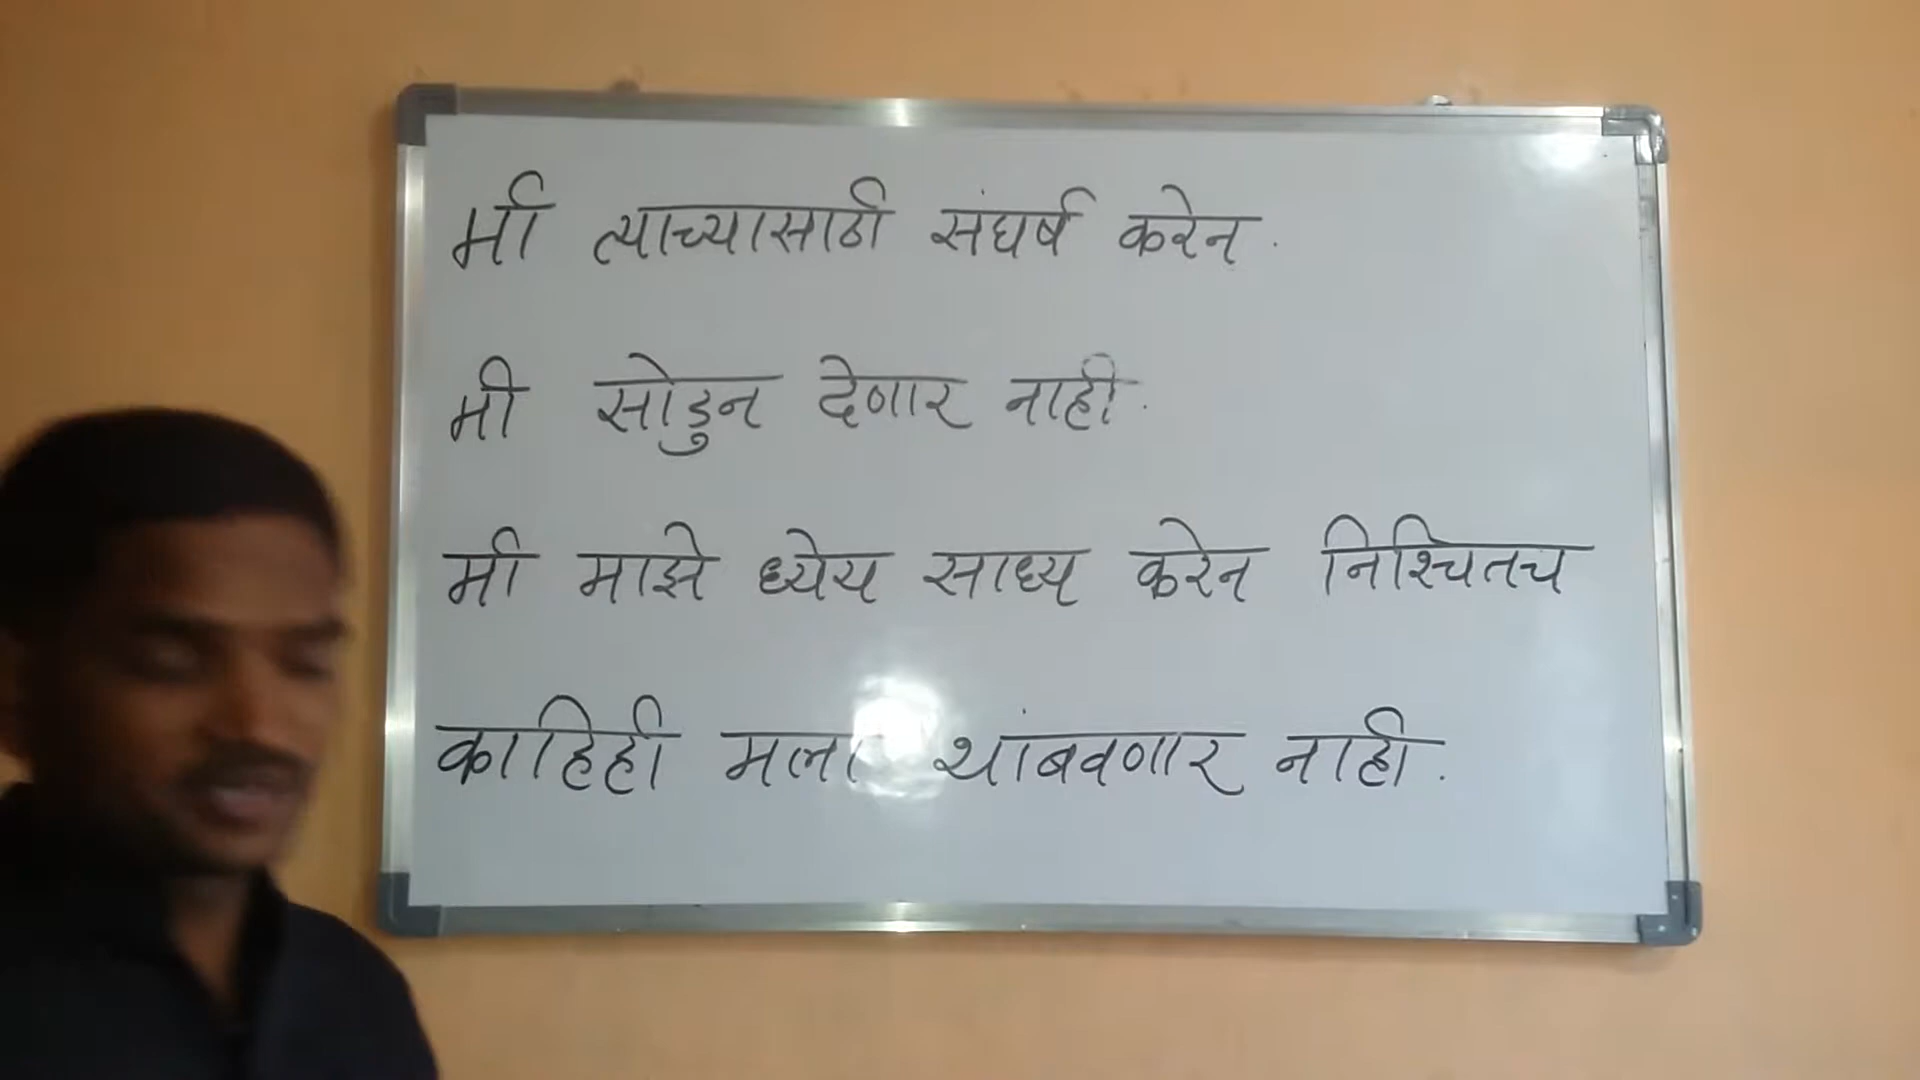 मी त्याच्यासाठी संघर्ष करेन.
मी सोडुन देणार नाही.
मी माझे ध्येय साध्य करेन निश्चितच
काहिही मला थांबवणार नाही.